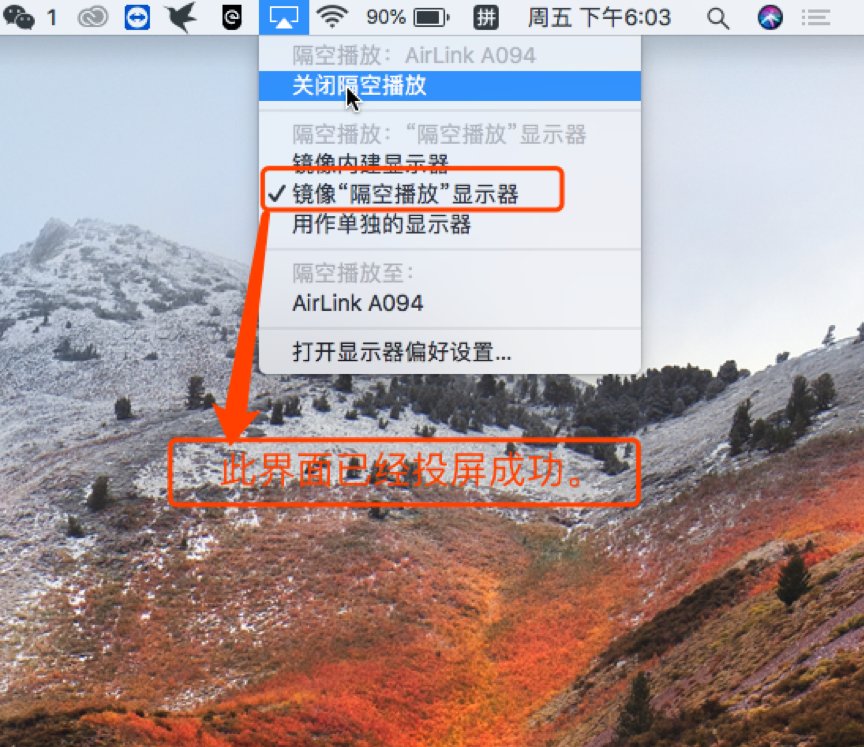 1
90%
拼
周五 下午6:03
隔空播放：AirLink A094
关闭隔空播放
隔空播放：“隔空播放”显示器
镜像内建显示器
✓ 镜像“隔空播放”显示器
用作单独的显示器
隔空播放至：
AirLink A094
打开显示器偏好设置...
此界面已经投屏成功。